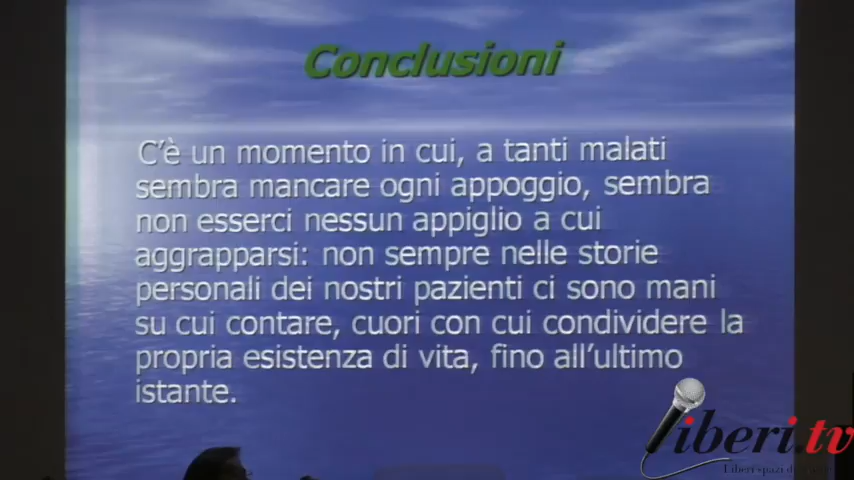 Conclusioni
C'è un momento in cui, a tanti malati
sembra mancare ogni appoggio, sembra
non esserci nessun appiglio a cui
aggrapparsi: non sempre nelle storie
personali dei nostri pazienti ci sono mani
su cui contare, cuori con cui condividere la
propria esistenza di vita, fino all'ultimo
istante.
liberi.tv
Liberi spazi di